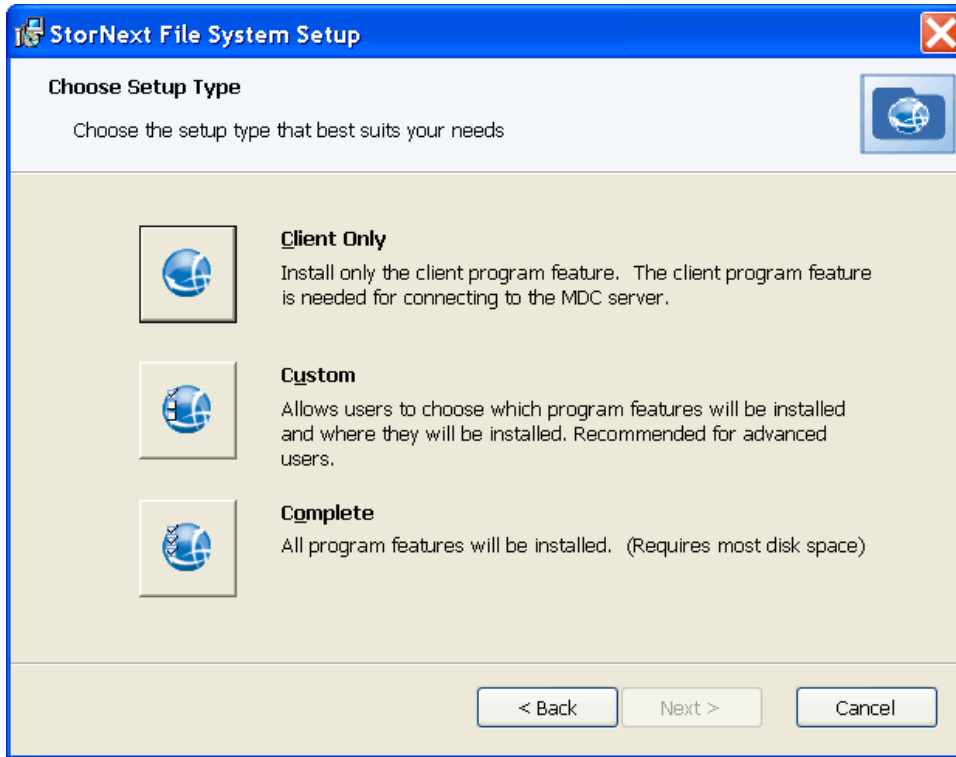 StorNext File System Setup
Choose Setup Type
Choose the setup type that best suits your needs
Client Only
Install only the client program feature. The client program feature
is needed for connecting to the MDC server.
Custom
Allows users to choose which program features will be installed
and where they will be installed. Recommended for advanced
users.
Complete
All program features will be installed. (Requires most disk space)
< Back
Next >
Cancel